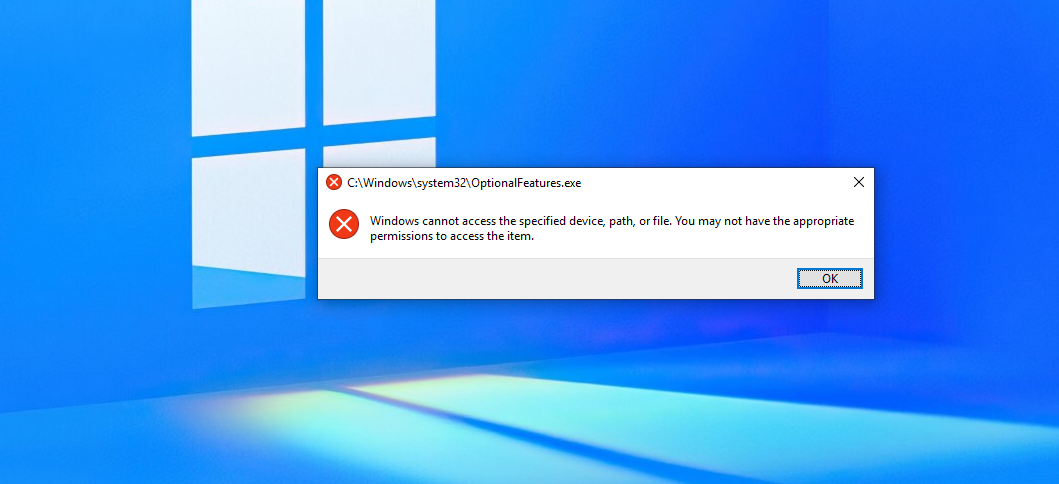 C:\Windows\system32\OptionalFeatures.exe
Windows cannot access the specified device, path, or file. You may not have the appropriate
permissions to access the item.
OK